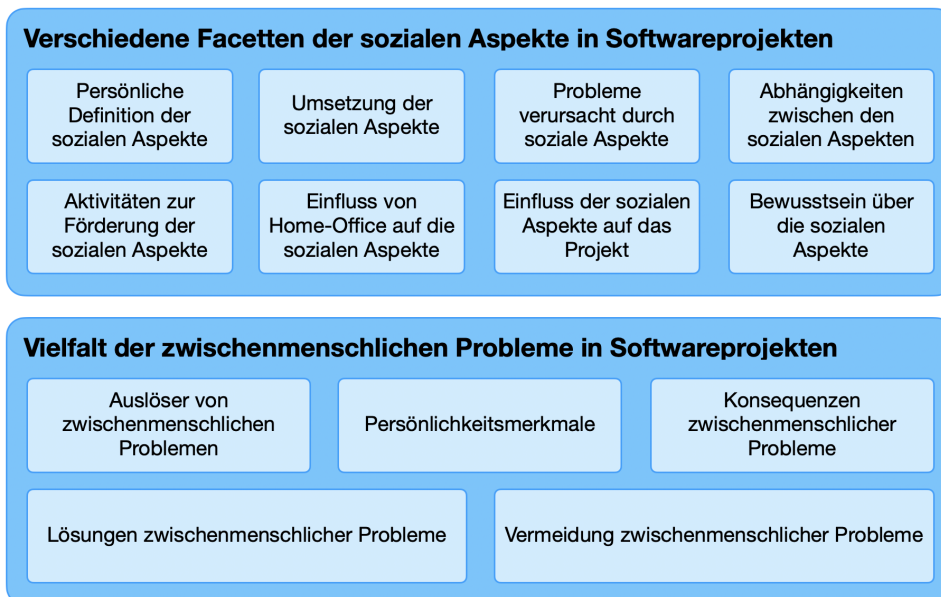 Verschiedene Facetten der sozialen Aspekte in Softwareprojekten
Persönliche
Definition der
sozialen Aspekte
Umsetzung der
sozialen Aspekte
Probleme
verursacht durch
soziale Aspekte
Abhängigkeiten
zwischen den
sozialen Aspekten
Aktivitäten zur
Förderung der
sozialen Aspekte
Einfluss von
Home-Office auf die
sozialen Aspekte
Einfluss der sozialen
Aspekte auf das
Projekt
Bewusstsein über
die sozialen
Aspekte
Vielfalt der zwischenmenschlichen Probleme in Softwareprojekten
Auslöser von
zwischenmenschlichen
Problemen
Persönlichkeitsmerkmale
Konsequenzen
zwischenmenschlicher
Probleme
Lösungen zwischenmenschlicher Probleme
Vermeidung zwischenmenschlicher Probleme